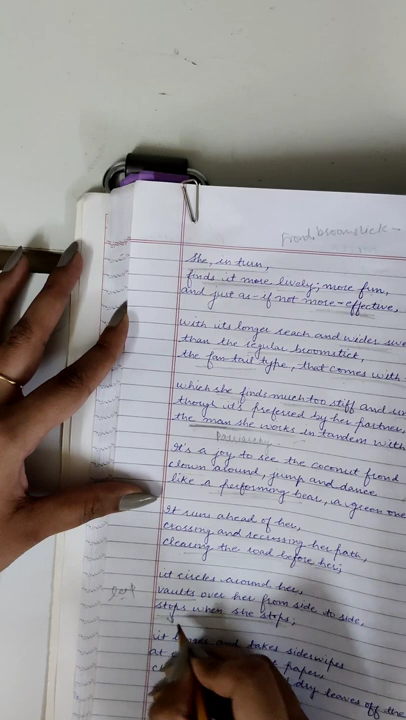 Frond, broomstick -
She, in turn,
finds it more lively; more fun,
and just as-if not more-effective,
with its longer reach and wider swe
than the regular broomstick,
the fan tail type, that comes with
which she finds much too stiff and un
though it's preferred by her partner,
the man she works in tandem with
It's a joy to see the coconut frond
clown around, jump and dance
like a performing bear, a green one
It runs ahead of her,
crossing and recrossing her path,
clearing the road before her;
it circles around her,
vaults over her from side to side,
stops when she stops;
and takes sideswipes
at
paper
dry leaves off the